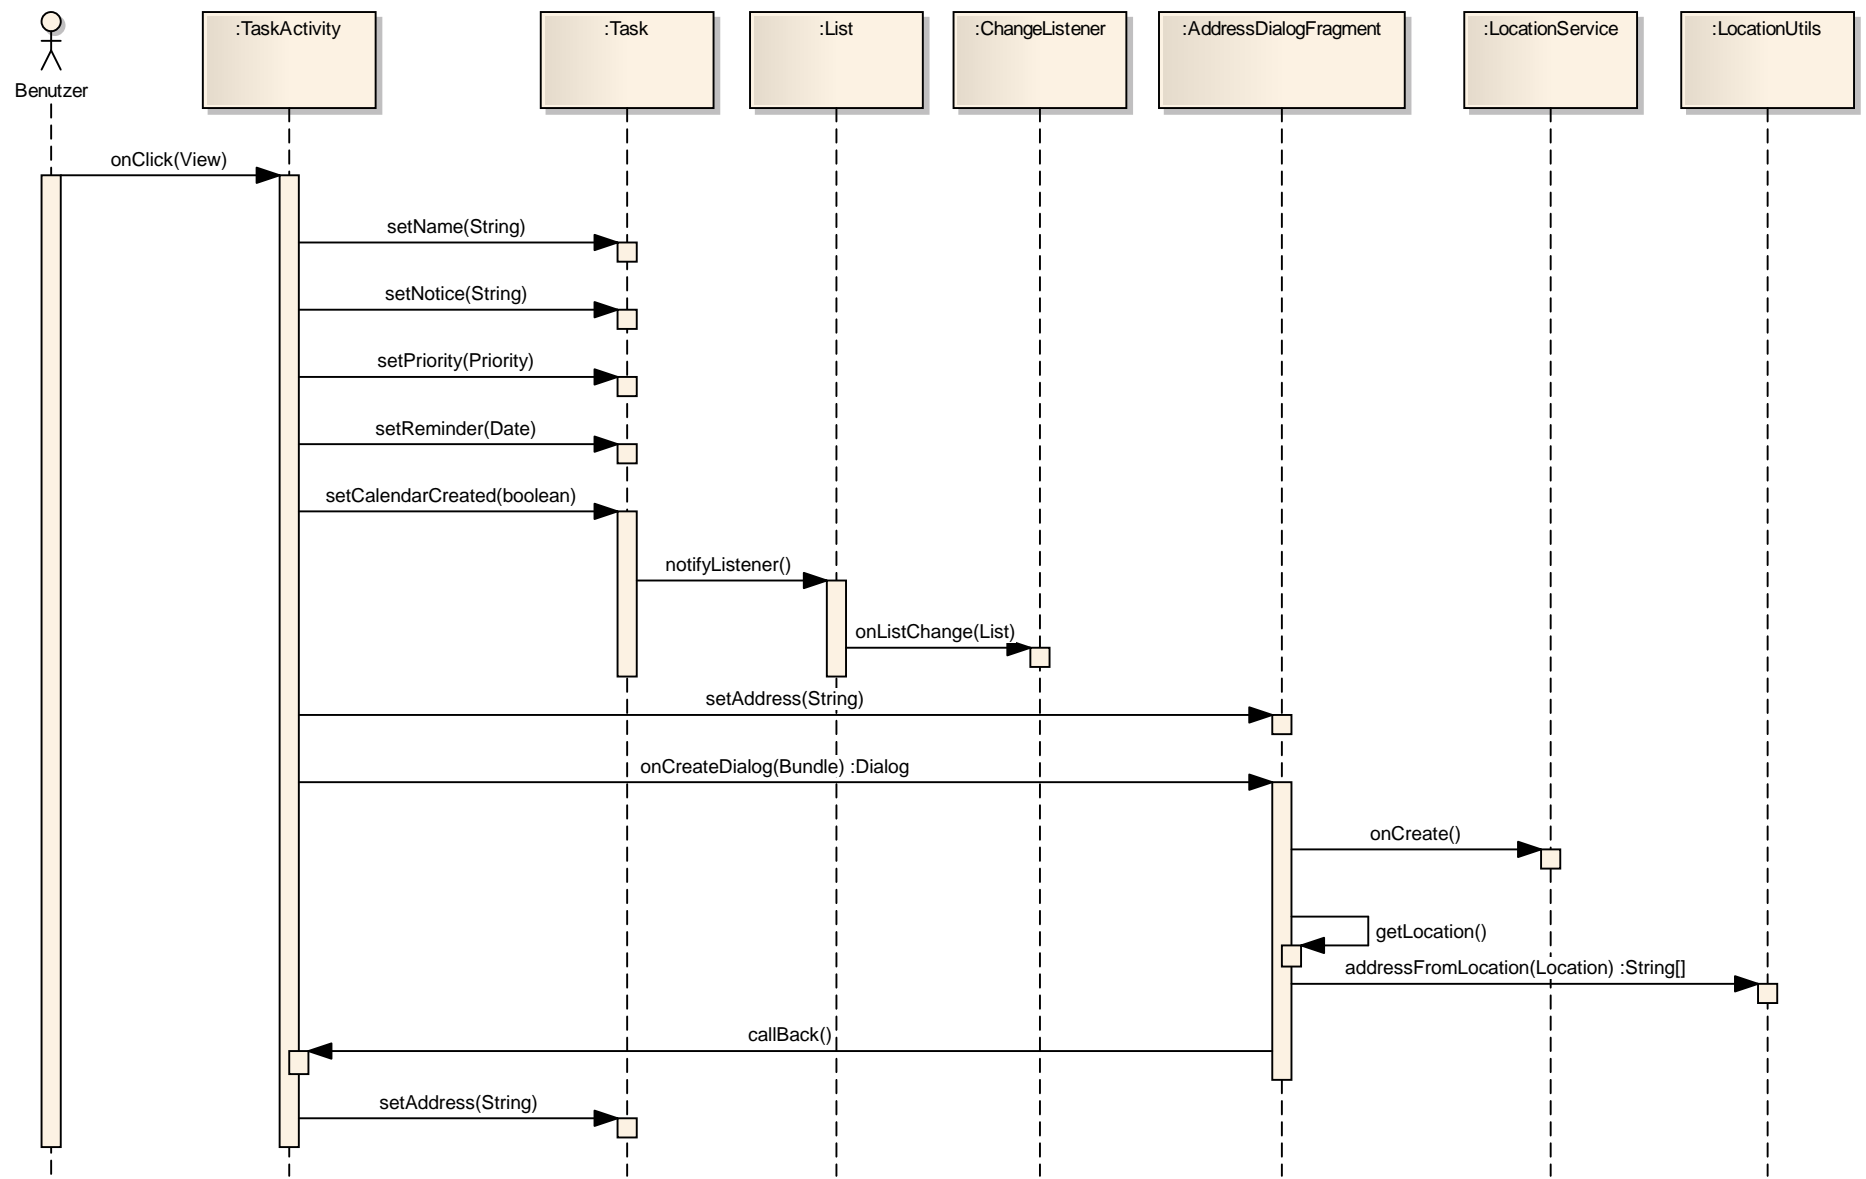 :TaskActivity
:Task
:List
:ChangeListener
:AddressDialogFragment
:LocationService
:LocationUtils
Benutzer
onClick(View)
setName(String)
setNotice(String)
setPriority(Priority)
setReminder(Date)
setCalendarCreated(boolean)
notifyListener()
onListChange(List)
setAddress(String)
onCreateDialog(Bundle) :Dialog
onCreate()
getLocation()
addressFromLocation(Location) :String[]
callBack()
setAddress(String)